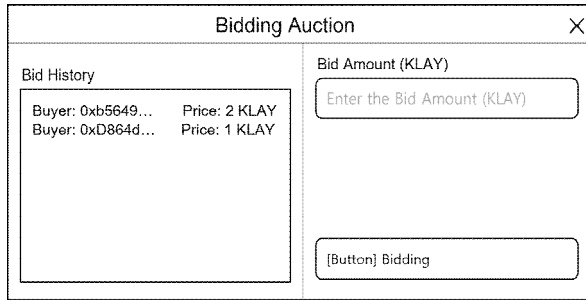 Bidding Auction
Bid History
Buyer: 0xb5649... Price: 2 KLAY
Buyer: 0xD864d... Price: 1 KLAY
Bid Amount (KLAY)
Enter the Bid Amount (KLAY)
[Button] Bidding